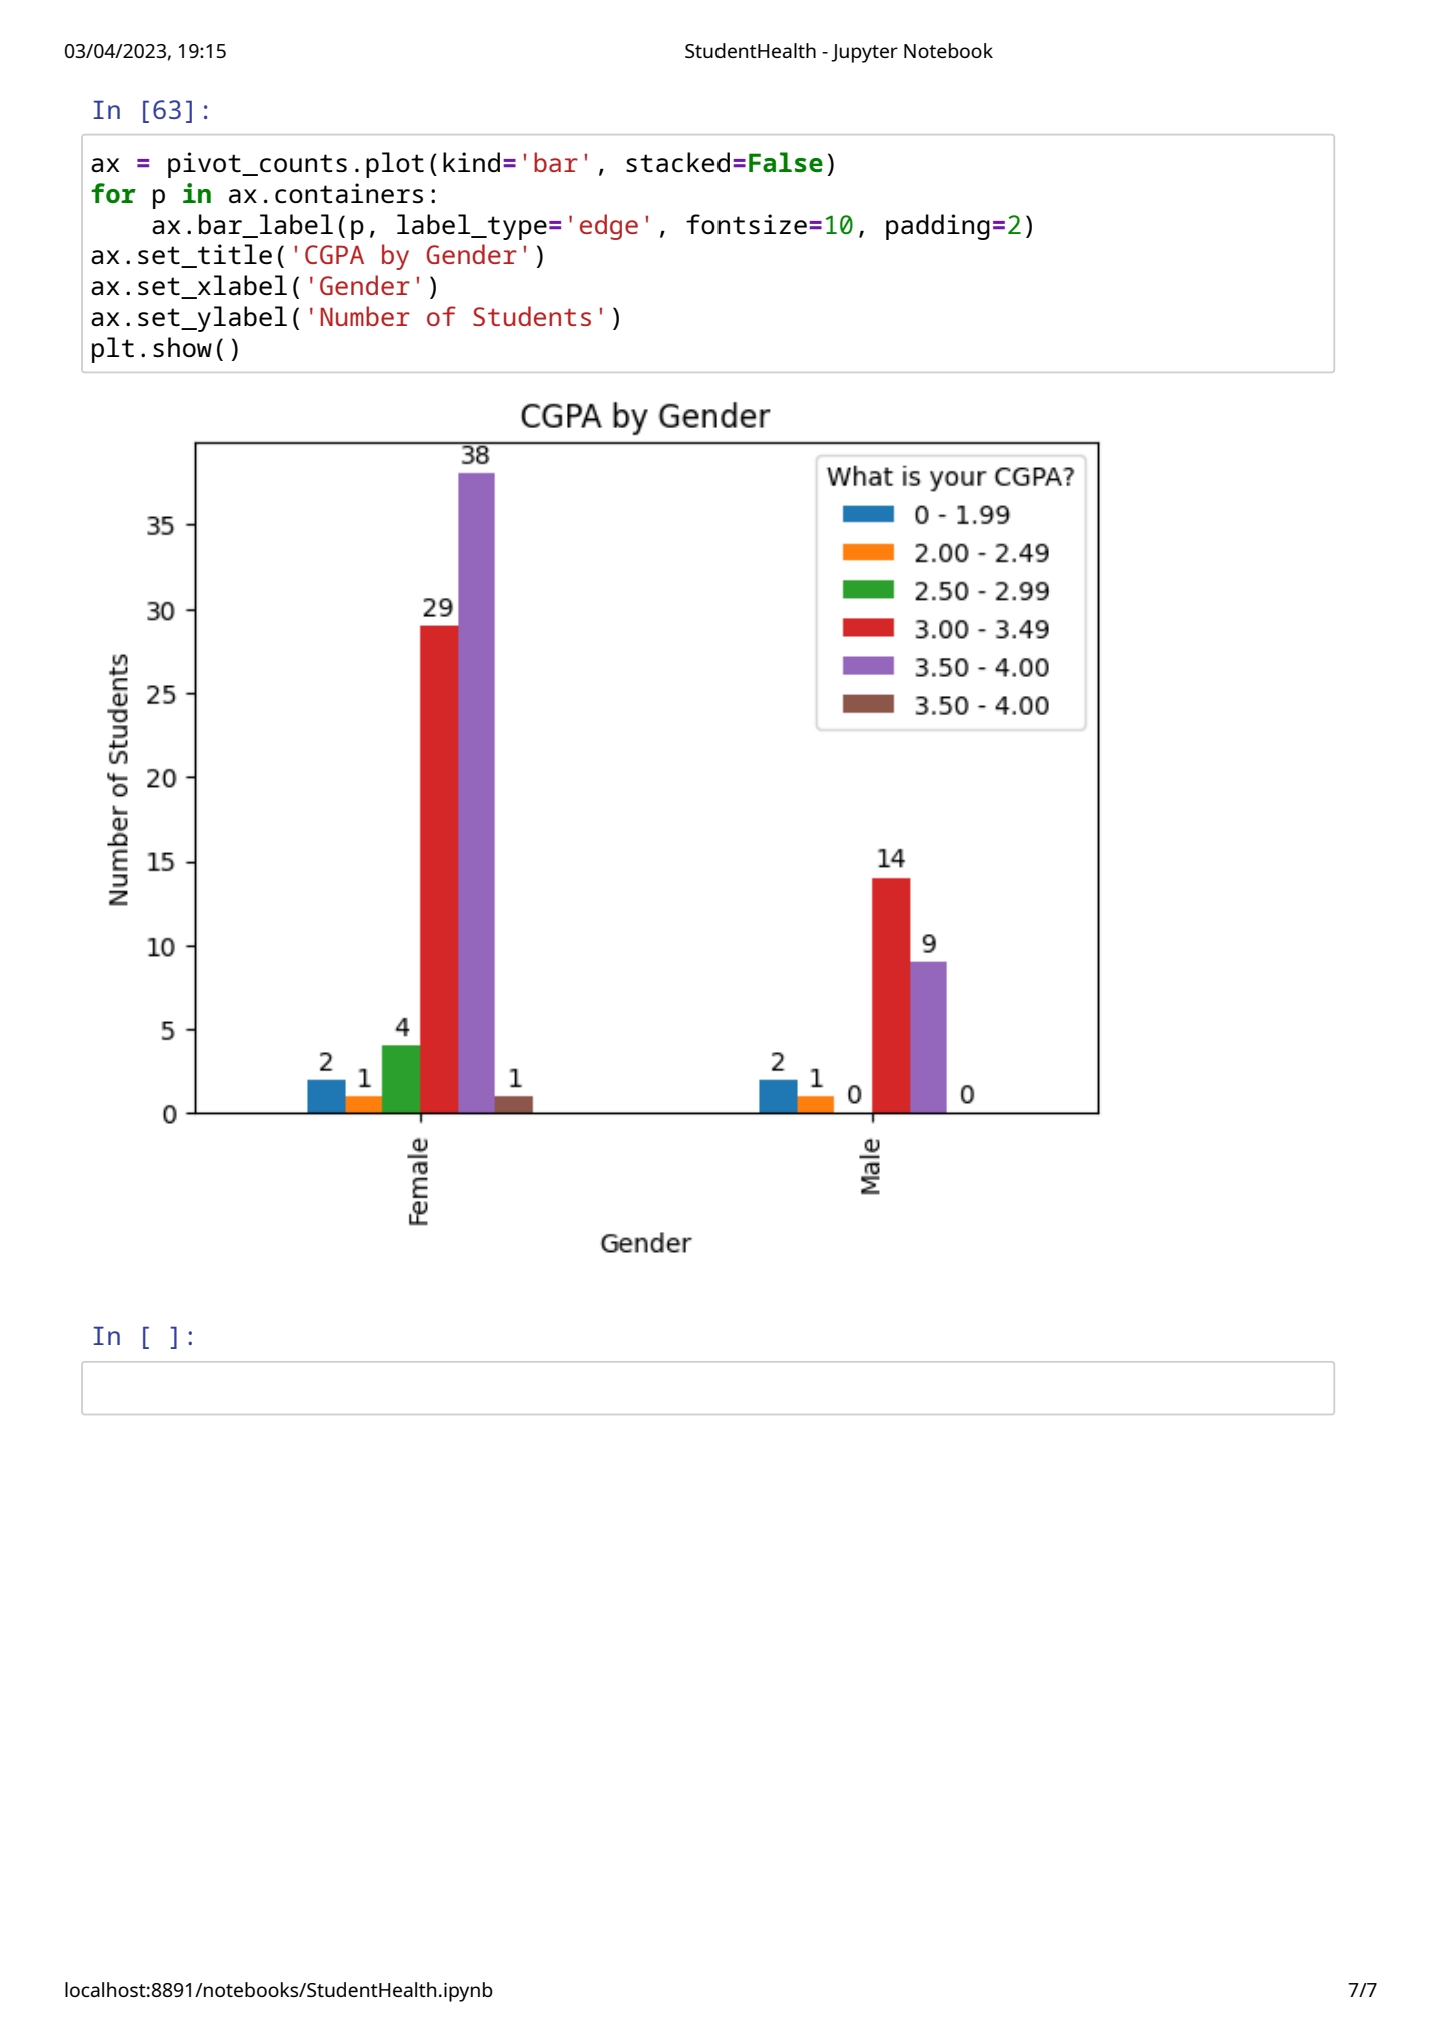 03/04/2023, 19:15 StudentHealth - Jupyter Notebook
In [63]:
ax = pivot_counts.plot(kind='bar', stacked=False)
for p in ax.containers:
    ax.bar_label(p, label_type='edge', fontsize=10, padding=2)
ax.set_title('CGPA by Gender')
ax.set_xlabel('Gender')
ax.set_ylabel('Number of Students')
plt.show()
CGPA by Gender
Number of Students
35
30
25
20
15
10
5
0
2
1
4
29
38
1
2
1
0
14
9
0
What is your CGPA?
0 - 1.99
2.00 - 2.49
2.50 - 2.99
3.00 - 3.49
3.50 - 4.00
3.50 - 4.00
Female
Male
Gender
In [ ]:
localhost:8891/notebooks/StudentHealth.ipynb 7/7